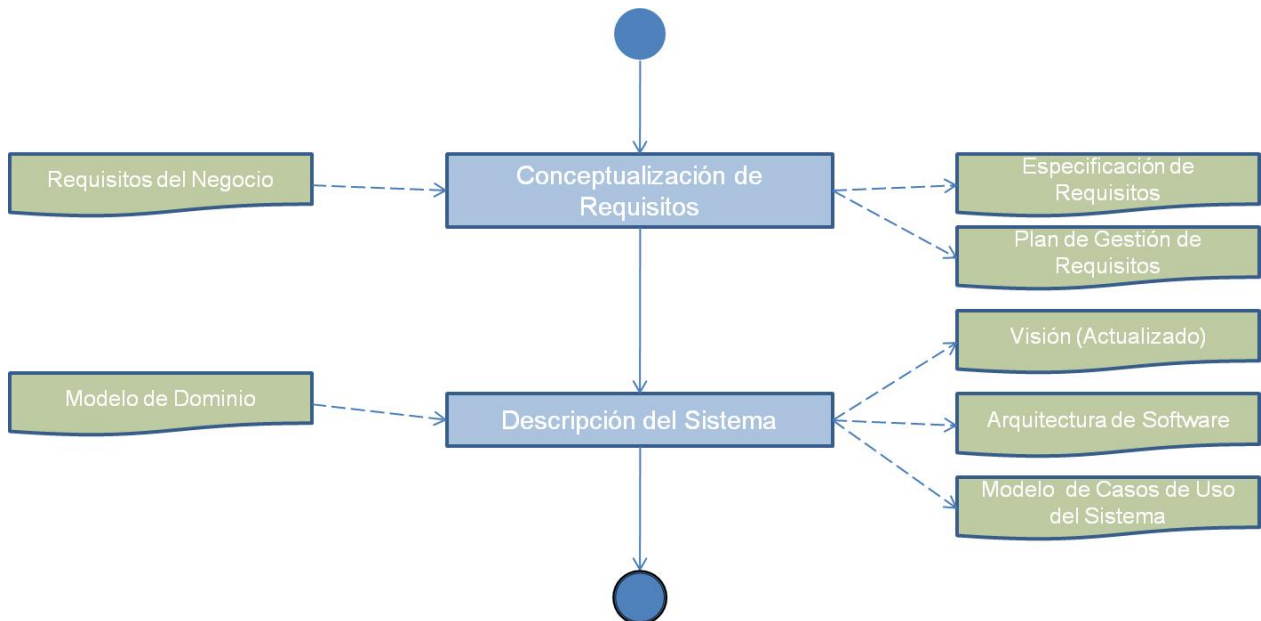 Requisitos del Negocio
Conceptualización de
Requisitos
Especificación de
Requisitos
Plan de Gestión de
Requisitos
Modelo de Dominio
Descripción del Sistema
Visión (Actualizado)
Arquitectura de Software
Modelo de Casos de Uso
del Sistema